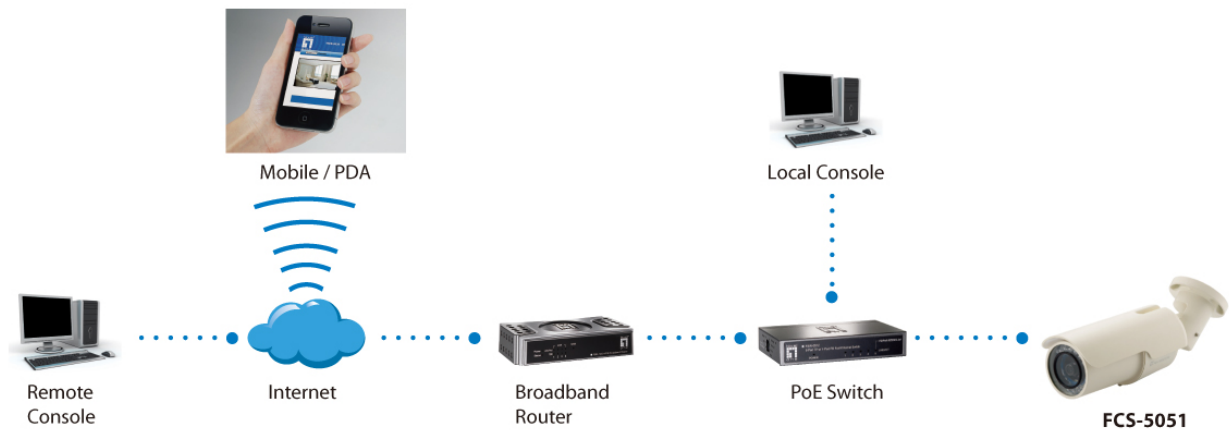 Mobile / PDA
Local Console
Remote
Console
Internet
Broadband
Router
PoE Switch
FCS-5051